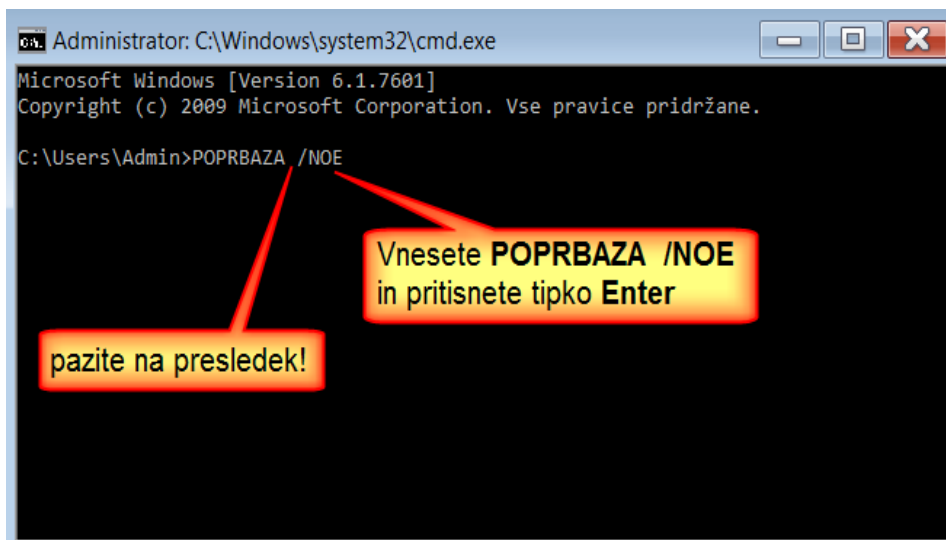 Administrator: C:\Windows\system32\cmd.exe
Microsoft Windows [Version 6.1.7601]
Copyright (c) 2009 Microsoft Corporation. Vse pravice pridržane.
C:\Users\Admin>POPRBAZA /NOE
Vnesete POPRBAZA /NOE
in pritisnete tipko Enter
pazite na presledek!